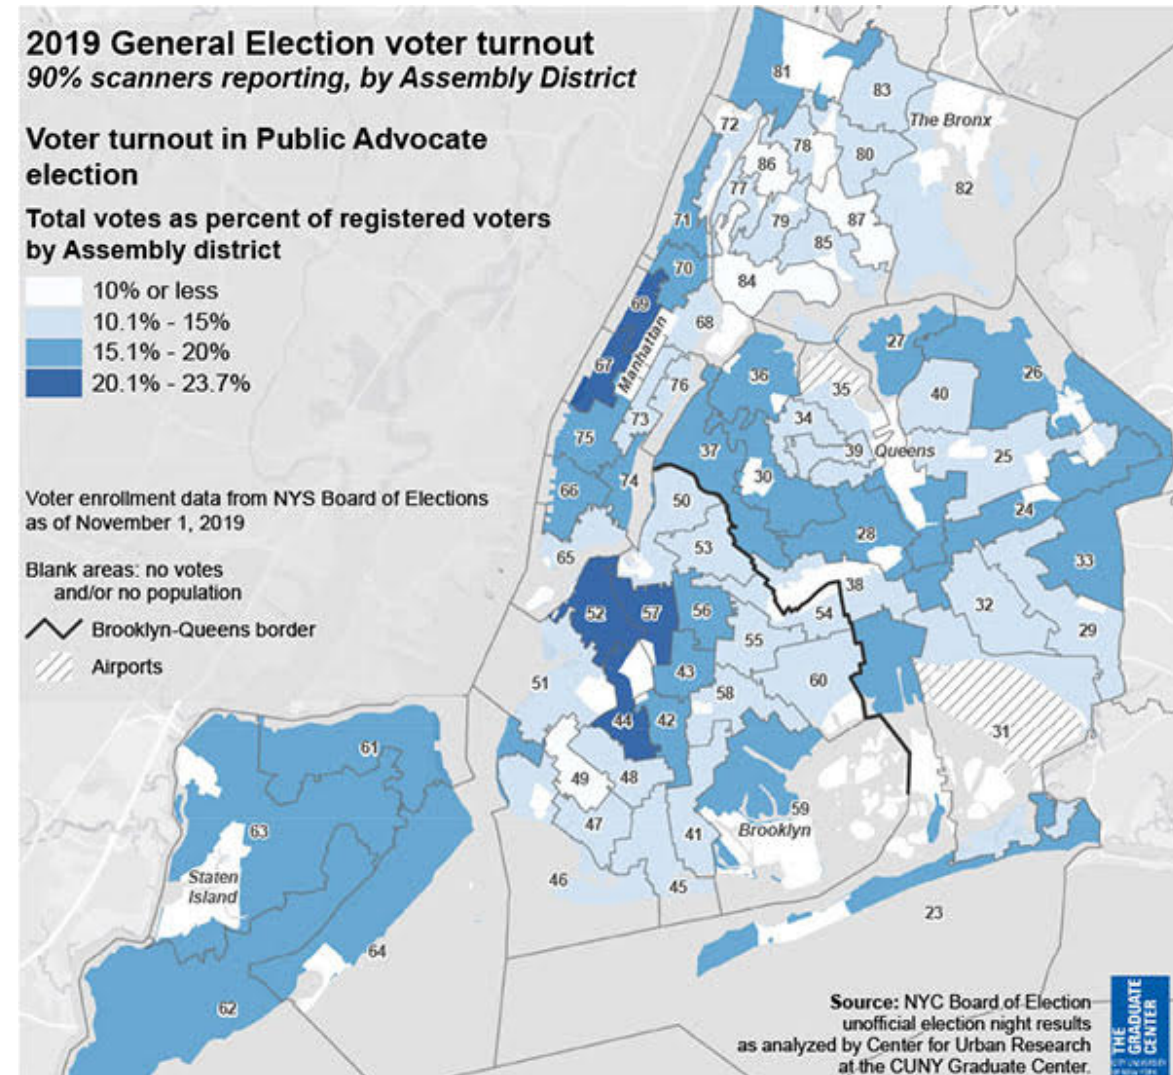 2019 General Election voter turnout
90% scanners reporting, by Assembly District
Voter turnout in Public Advocate
election
Total votes as percent of registered voters
by Assembly district
10% or less
10.1% - 15%
15.1% - 20%
20.1% - 23.7%
Voter enrollment data from NYS Board of Elections
as of November 1, 2019
Blank areas: no votes
and/or no population
Brooklyn-Queens border
Airports
81
83
The Bronx
72
78
86
80
77
82
79
87
71
85
70
84
69
68
Manhattan
67
27
36
26
76
35
40
73
34
75
37
39
Queens
25
30
74
66
50
24
28
53
65
33
38
52
57
56
54
32
55
29
43
51
60
58
44
42
31
61
49
48
59
63
47
41
Brooklyn
Staten
Island
46
45
23
64
62
Source: NYC Board of Election
unofficial election night results
as analyzed by Center for Urban Research
at the CUNY Graduate Center.
THE
GRADUATE
CENTER